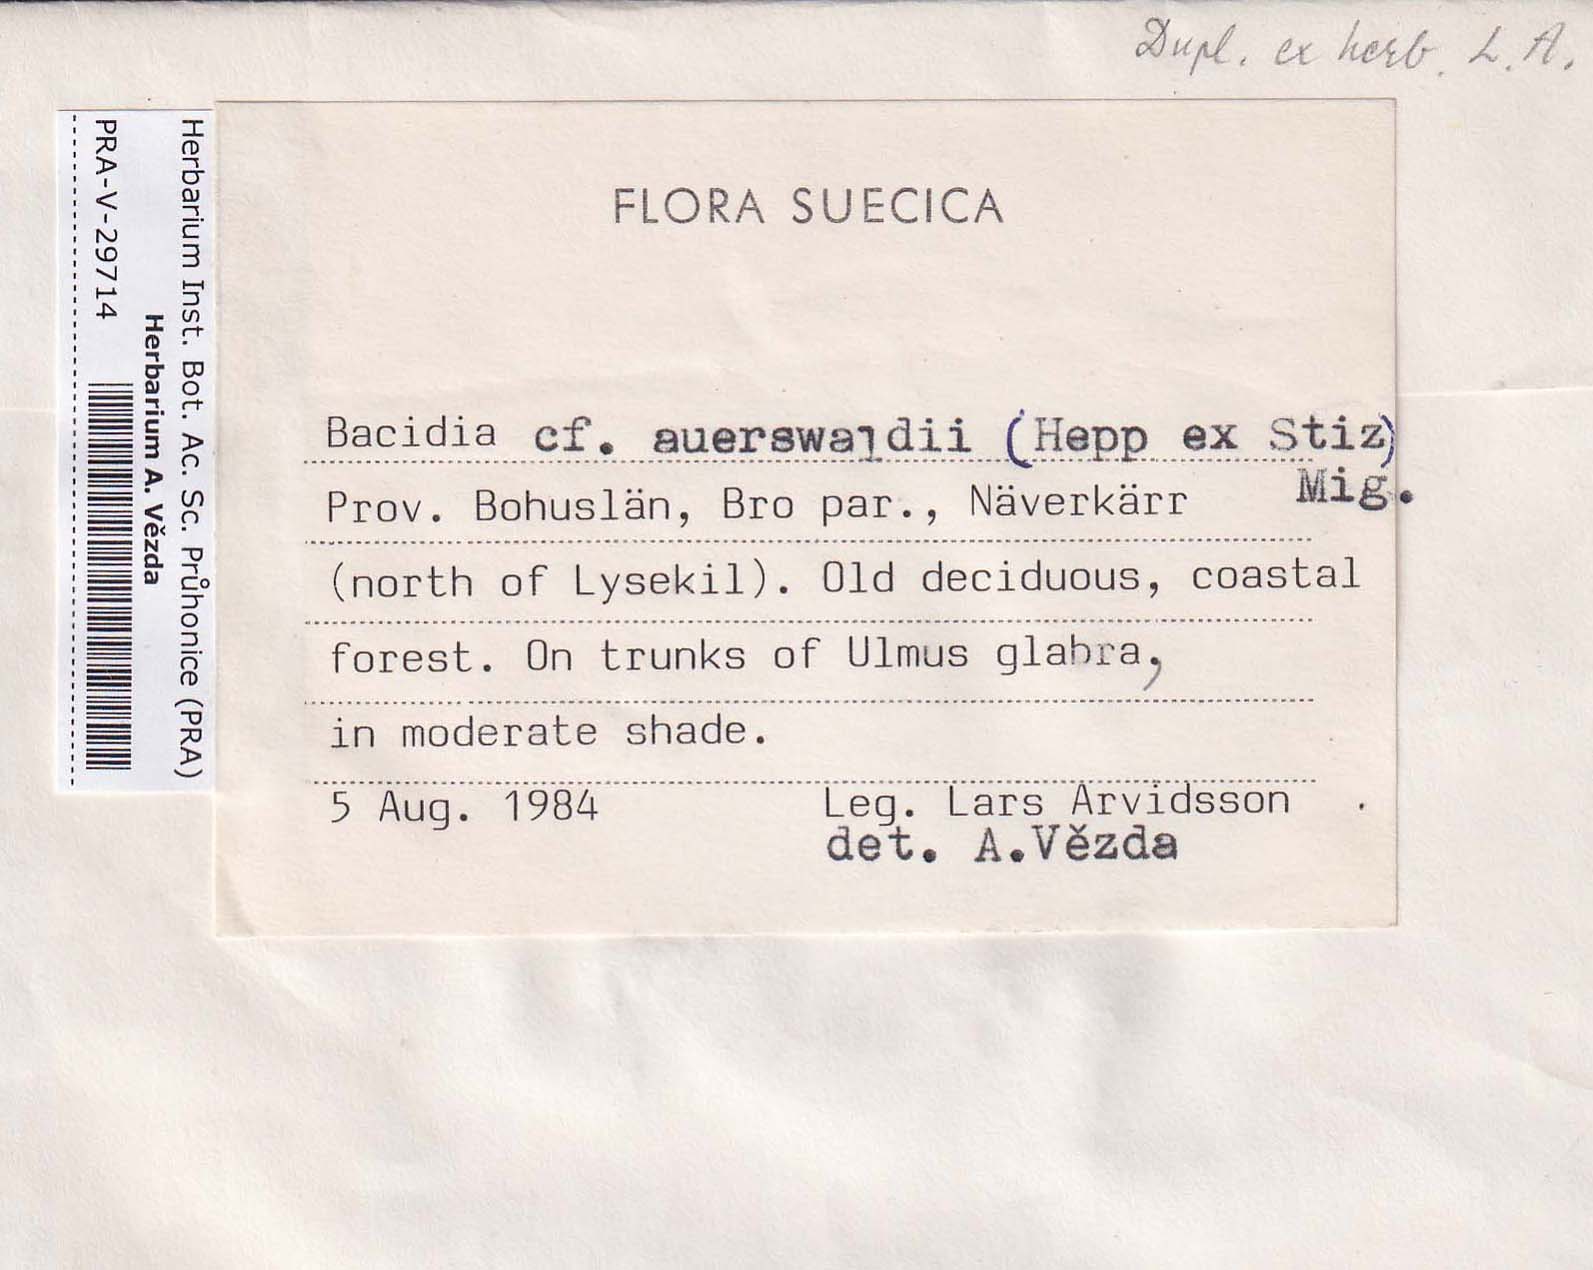 Dupl. ex herb. L. A.
Herbarium Inst. Bot. Ac. Sc. Průhonice (PRA)
Herbarium A. Vězda
PRA-V-29714
FLORA SUECICA
Bacidia cf. auerswaldii (Hepp ex Stiz)
Mig.
Prov. Bohuslän, Bro par., Näverkärr
(north of Lysekil). Old deciduous, coastal
forest. On trunks of Ulmus glabra,
in moderate shade.
5 Aug. 1984 Leg. Lars Arvidsson
det. A.Vězda